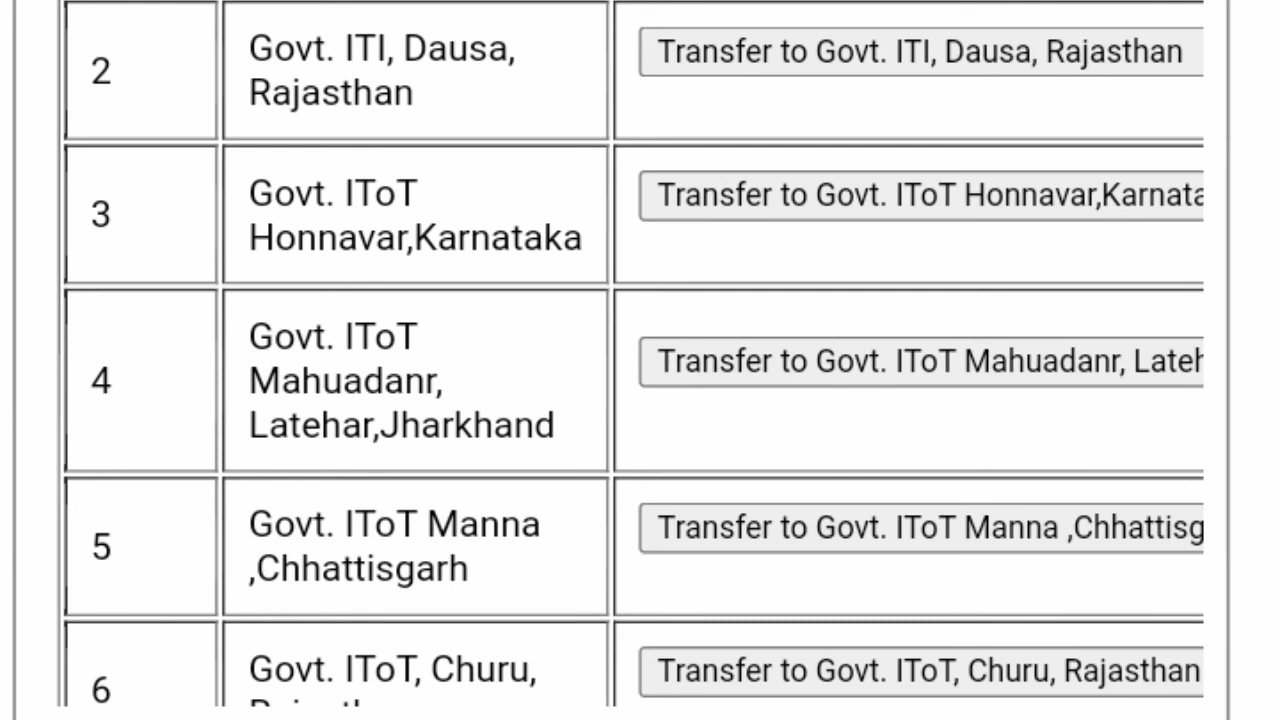 2
Govt. ITI, Dausa,
Rajasthan
Transfer to Govt. ITI, Dausa, Rajasthan
3
Govt. IToT
Honnavar,Karnataka
Transfer to Govt. IToT Honnavar,Karnata
4
Govt. IToT
Mahuadanr,
Latehar,Jharkhand
Transfer to Govt. IToT Mahuadanr, Lateh
5
Govt. IToT Manna
,Chhattisgarh
Transfer to Govt. IToT Manna ,Chhattisg
6
Govt. IToT, Churu,
Transfer to Govt. IToT, Churu, Rajasthan